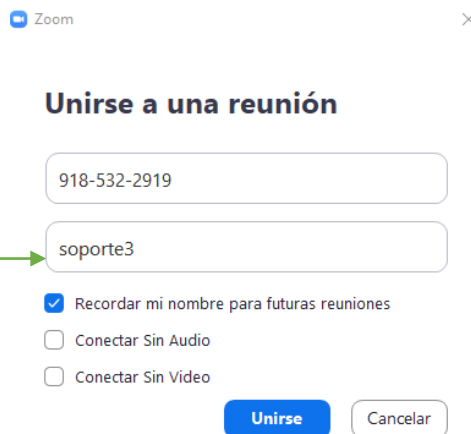 Zoom
Unirse a una reunión
918-532-2919
soporte3
Recordar mi nombre para futuras reuniones
Conectar Sin Audio
Conectar Sin Video
Unirse Cancelar